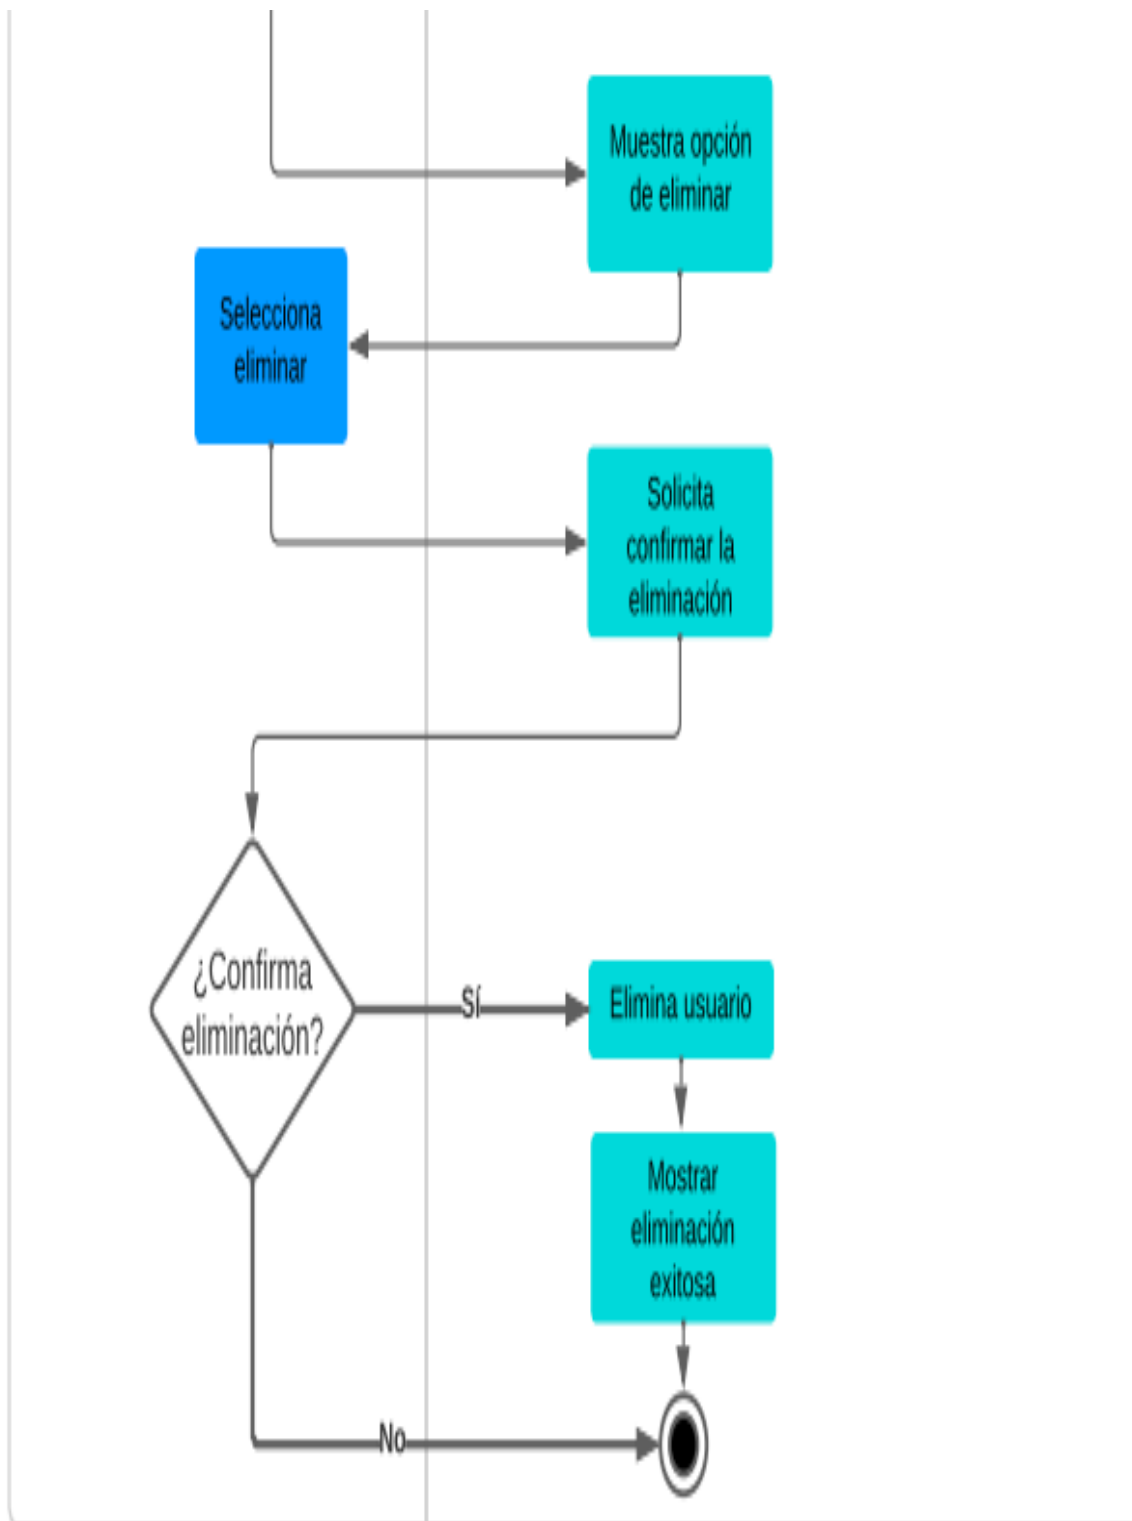 Muestra opción
de eliminar
Selecciona
eliminar
Solicita
confirmar la
eliminación
¿Confirma
eliminación?
Sí
Elimina usuario
Mostrar
eliminación
exitosa
No